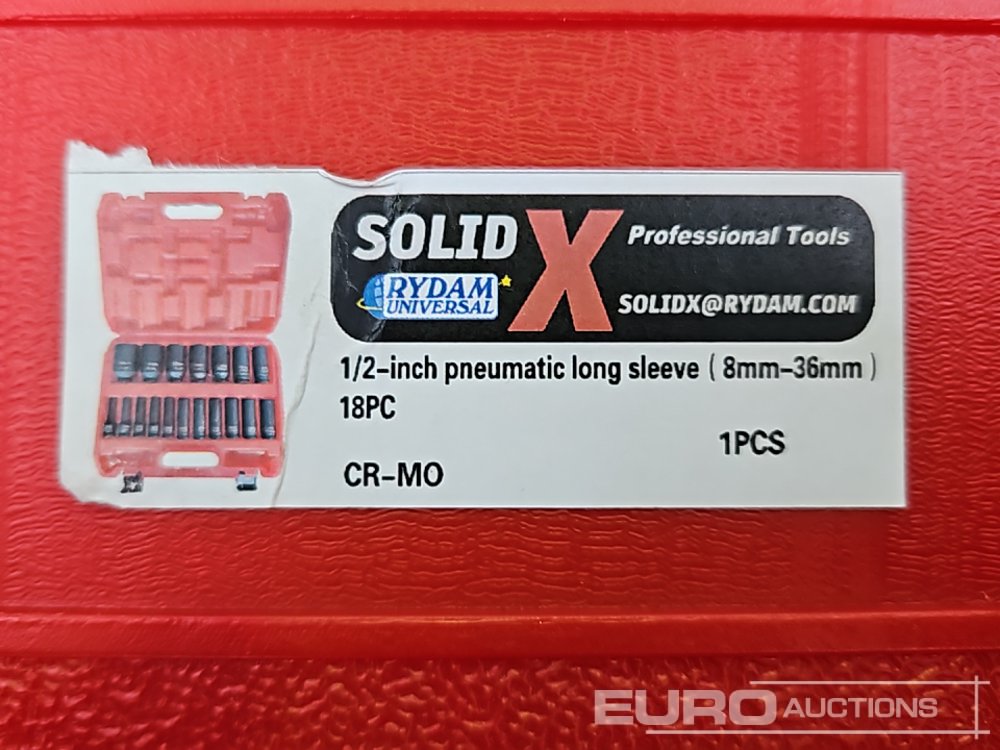 SOLID X Professional Tools
RYDAM
UNIVERSAL
SOLIDX@RYDAM.COM
1/2-inch pneumatic long sleeve ( 8mm-36mm )
18PC
1PCS
CR-MO
EURO AUCTIONS